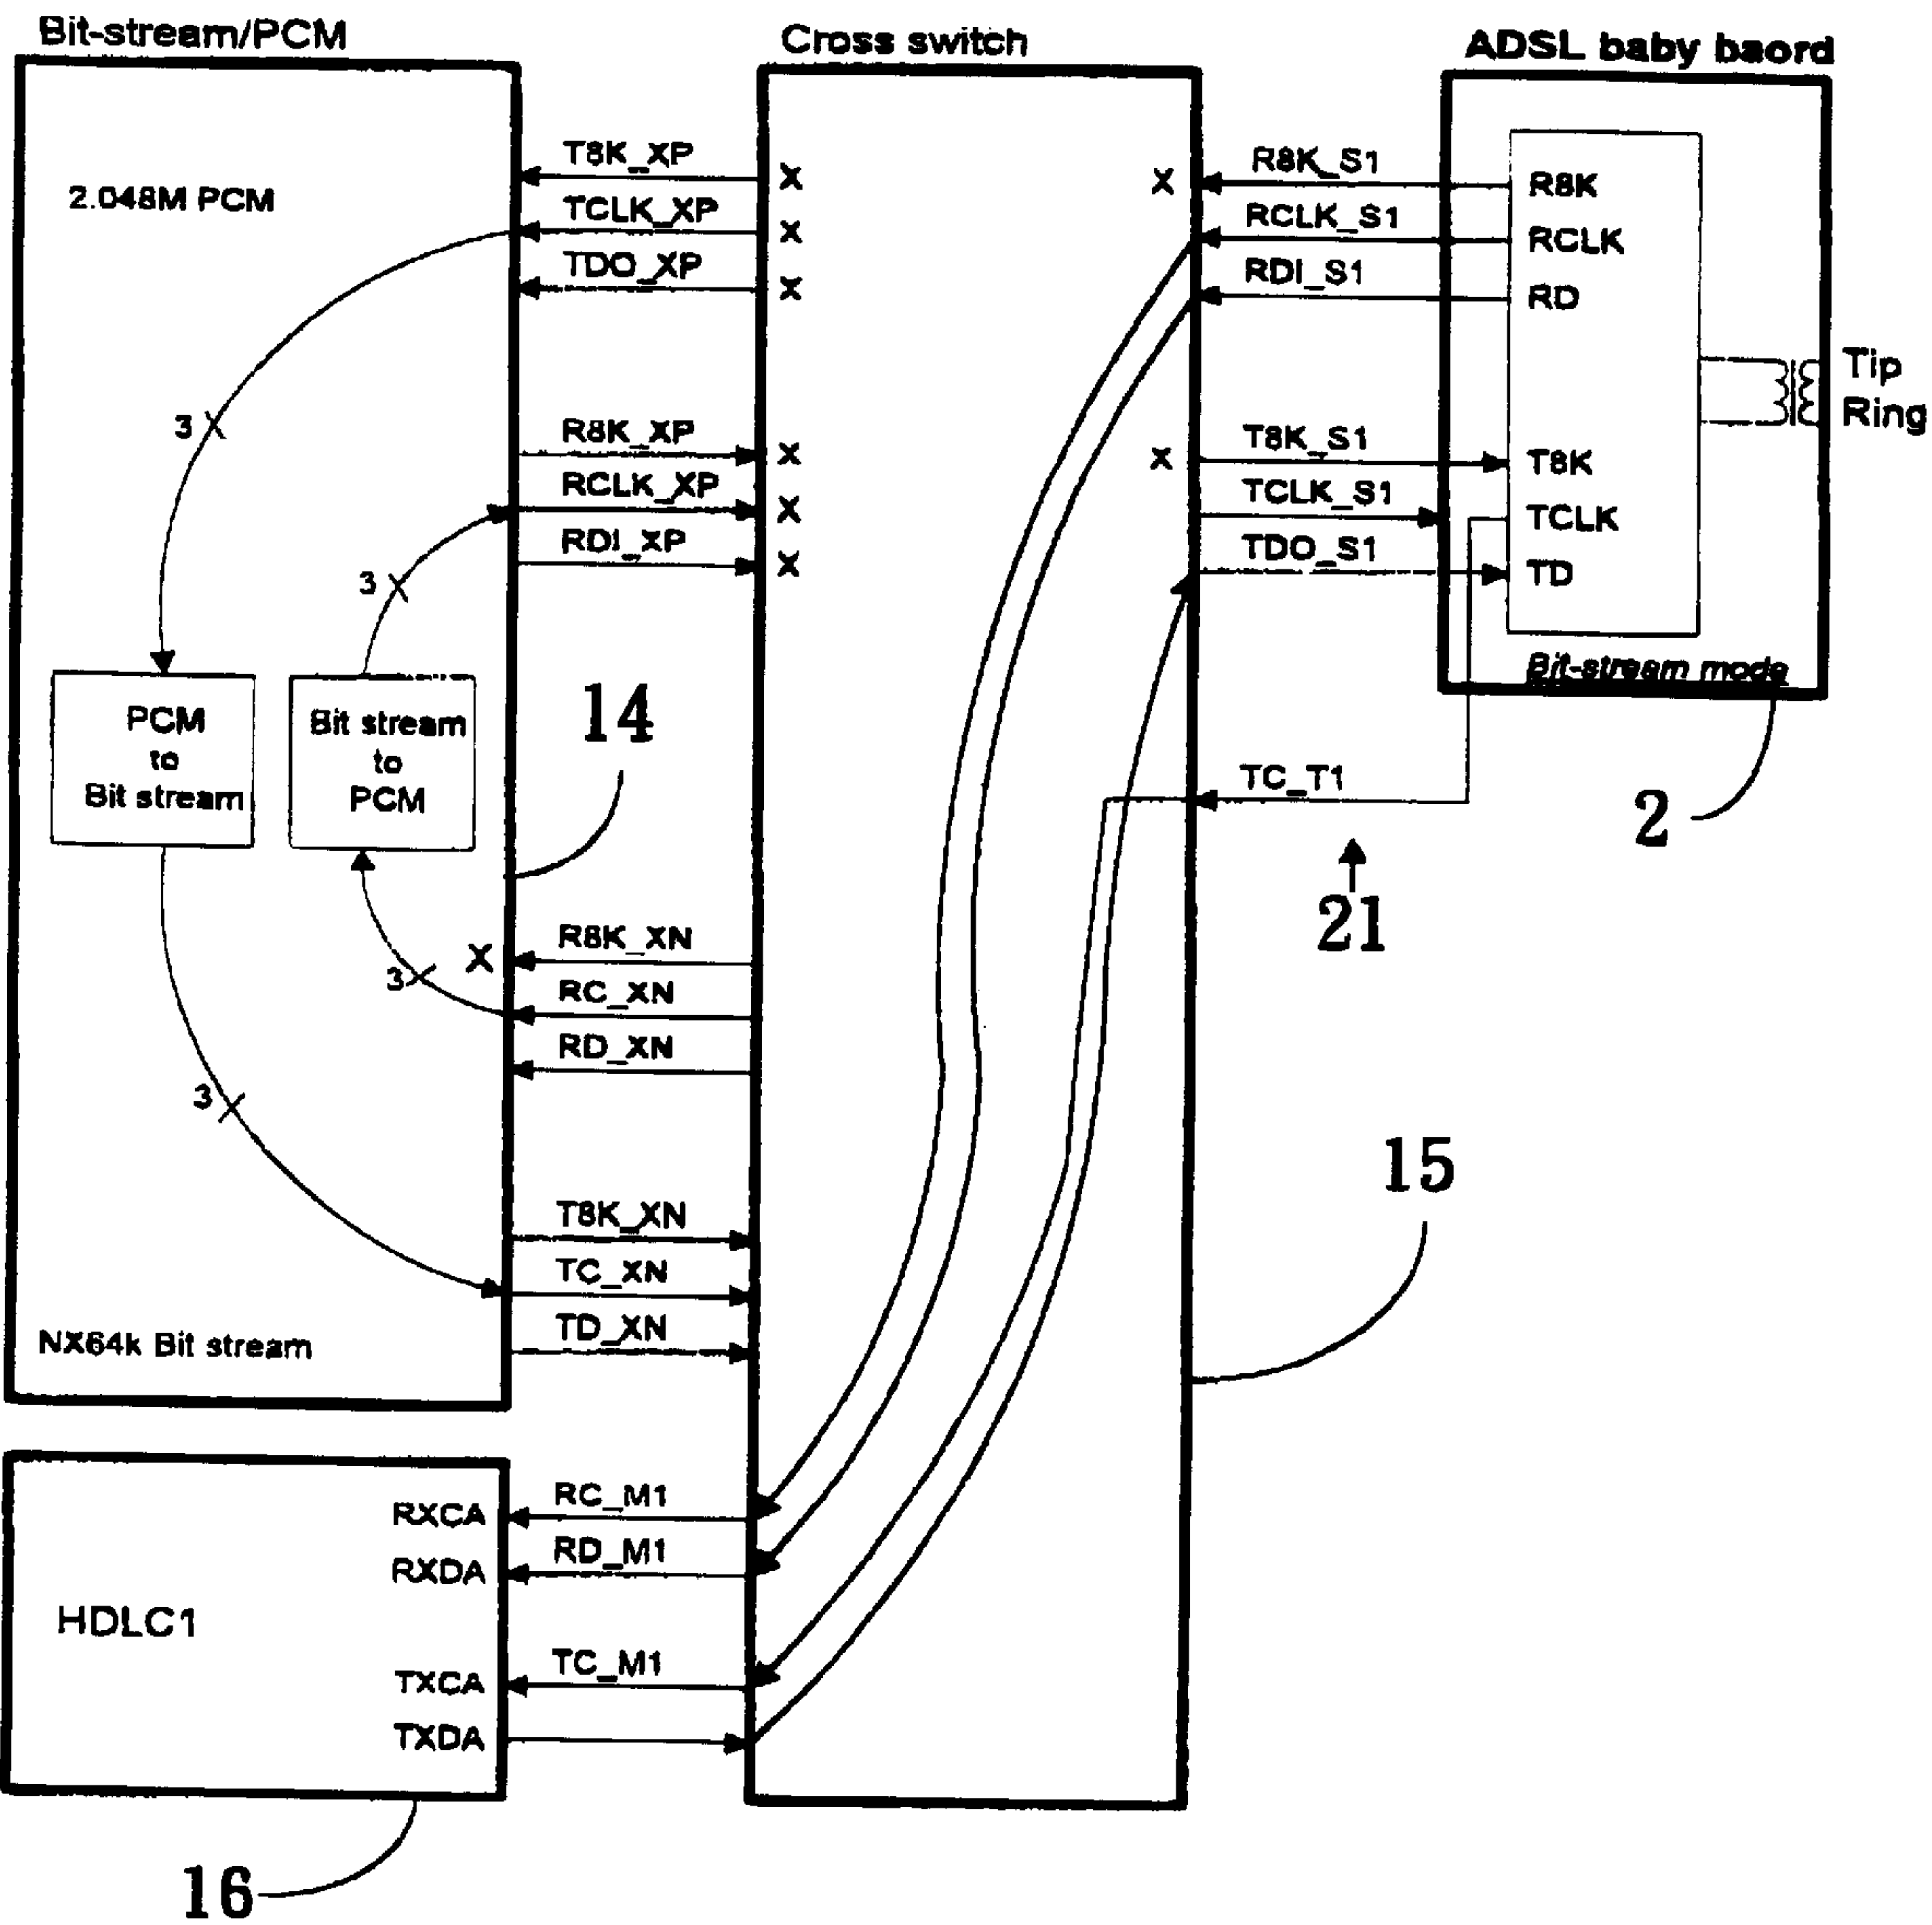 Bit-stream/PCM
Cross switch
ADSL baby baord
2.048M PCM
T8K_XP
X
TCLK_XP
X
TDO_XP
X
X
R8K_S1
R8K
RCLK_S1
RCLK
RDI_S1
RD
Tip
Ring
3
R8K_XP
X
RCLK_XP
X
RDI_XP
X
3
X
T8K_S1
T8K
TCLK_S1
TCLK
TDO_S1
TD
Bit-stream mode
PCM
to
Bit stream
Bit stream
to
PCM
14
TC_T1
2
21
X
R8K_XN
3
RC_XN
RD_XN
3
15
T8K_XN
TC_XN
TD_XN
NX64k Bit stream
RXCA
RC_M1
RXDA
RD_M1
HDLC1
TXCA
TC_M1
TXDA
16